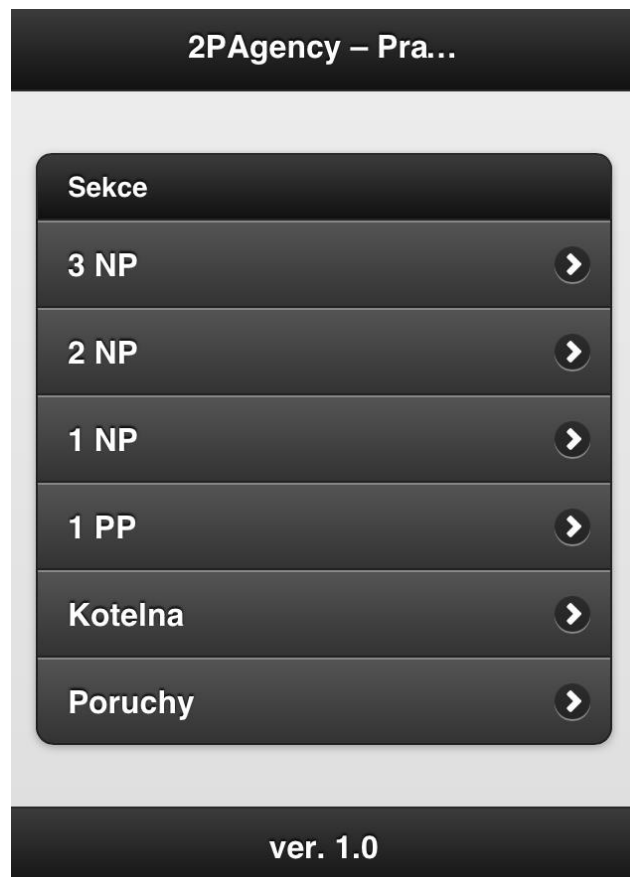 2PAgency – Pra...
Sekce
3 NP
2 NP
1 NP
1 PP
Kotelna
Poruchy
ver. 1.0